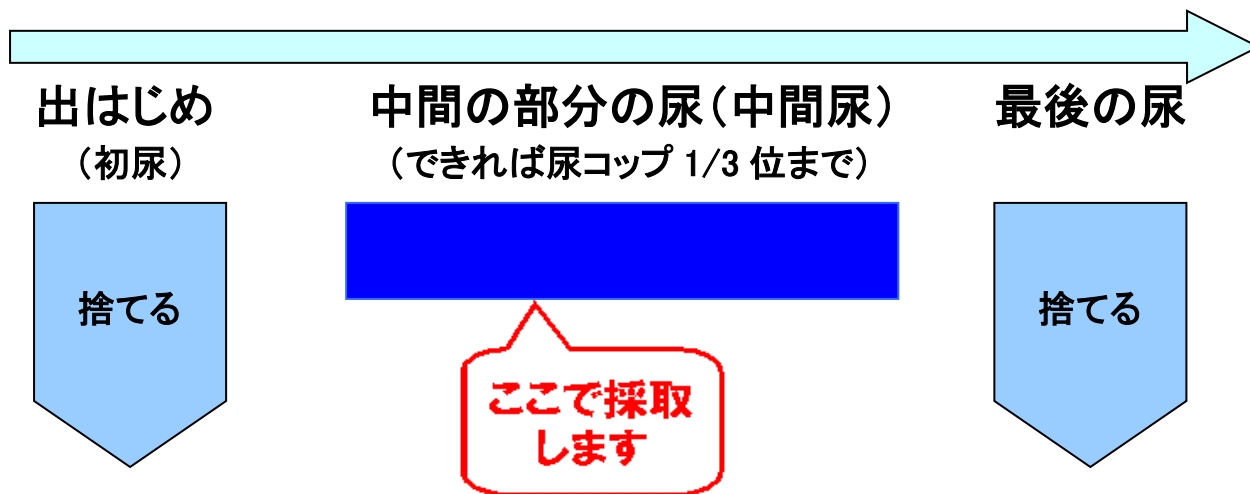 出はじめ
(初尿)
中間の部分の尿(中間尿)
(できれば尿コップ 1/3 位まで)
最後の尿
捨てる
ここで採取
します
捨てる